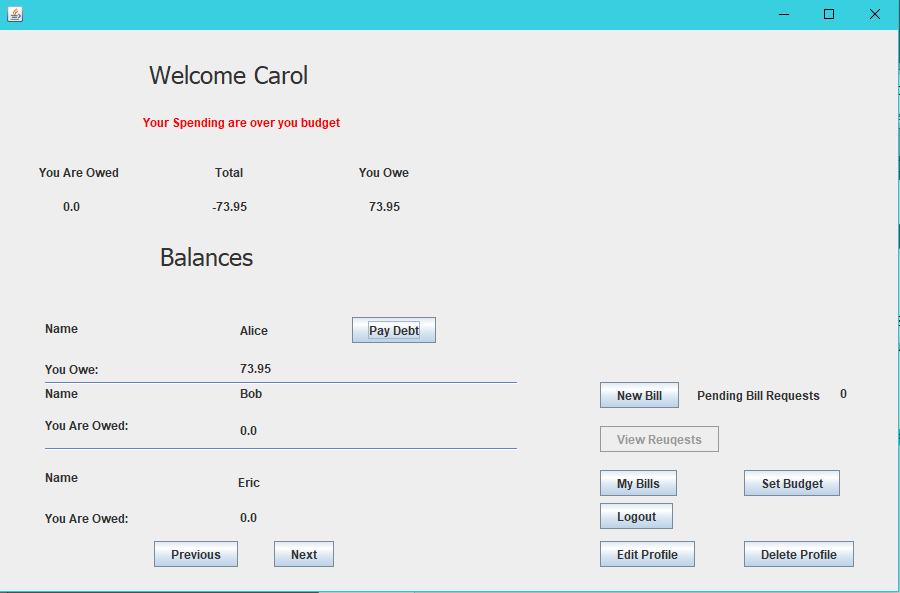 Welcome Carol
Your Spending are over you budget
You Are Owed Total You Owe
0.0 -73.95 73.95
Balances
Name Alice Pay Debt
You Owe: 73.95
Name Bob
New Bill Pending Bill Requests 0
You Are Owed: 0.0
View Reuqests
Name Eric
My Bills Set Budget
You Are Owed: 0.0
Logout
Previous Next
Edit Profile Delete Profile